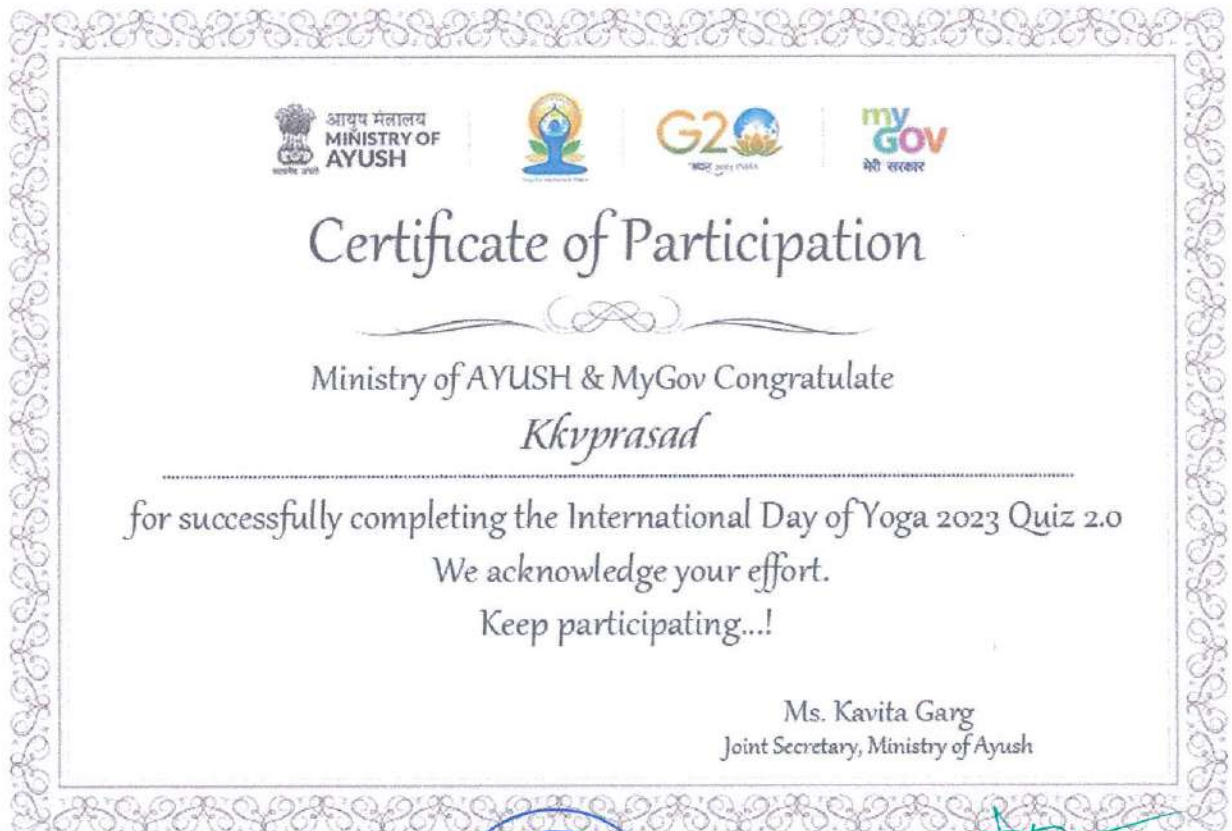 आयुष मंत्रालय
MINISTRY OF
AYUSH
G20
my
GOV
मेरी सरकार
Certificate of Participation
Ministry of AYUSH & MyGov Congratulate
Kkvprasad
for successfully completing the International Day of Yoga 2023 Quiz 2.0
We acknowledge your effort.
Keep participating...!
Ms. Kavita Garg
Joint Secretary, Ministry of Ayush